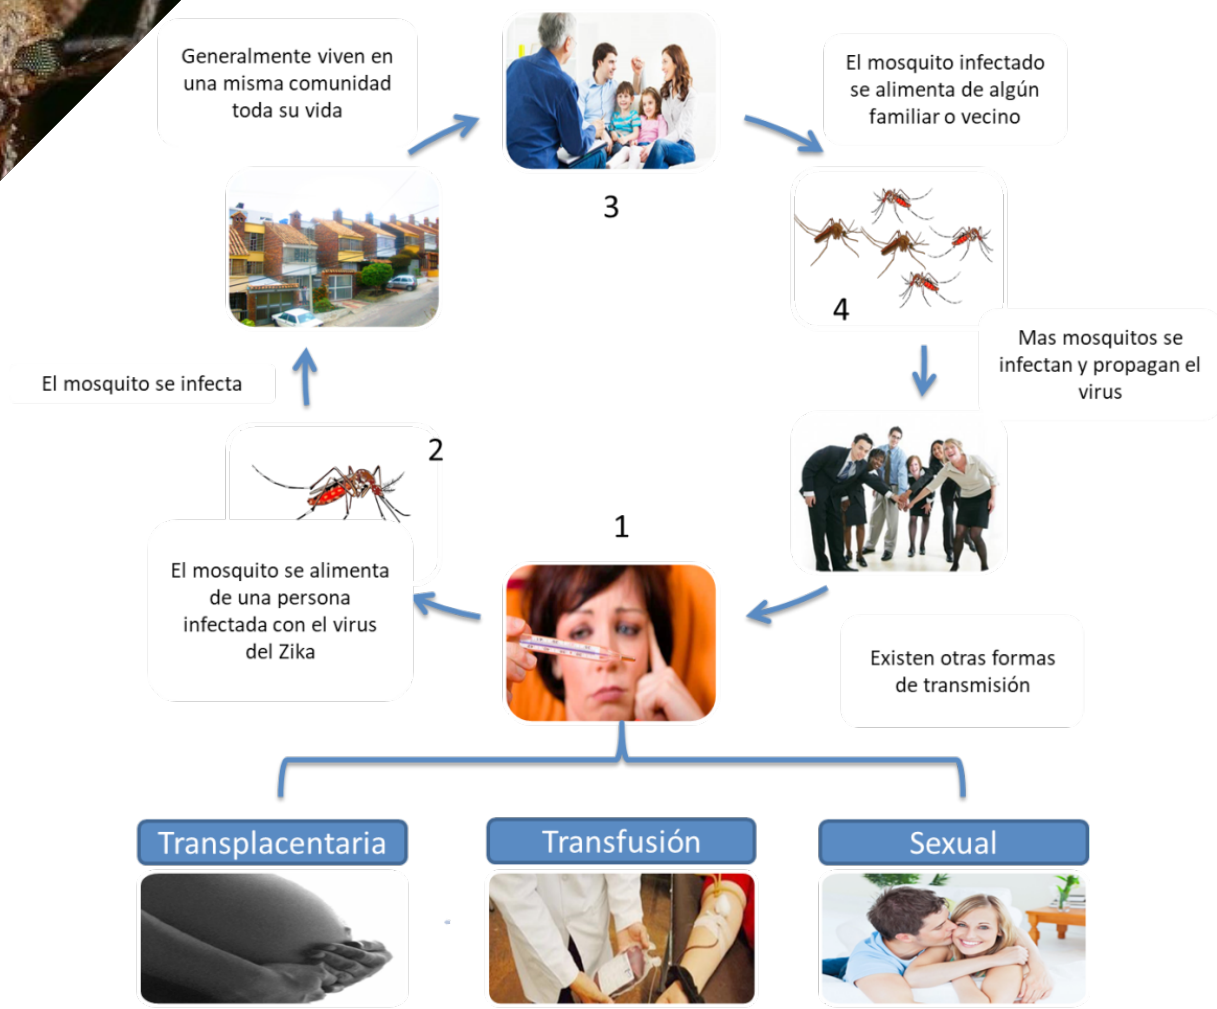 Generalmente viven en
una misma comunidad
toda su vida
El mosquito infectado
se alimenta de algún
familiar o vecino
3
4
Mas mosquitos se
infectan y propagan el
virus
El mosquito se infecta
2
1
El mosquito se alimenta
de una persona
infectada con el virus
del Zika
Existen otras formas
de transmisión
Transplacentaria
Transfusión
Sexual